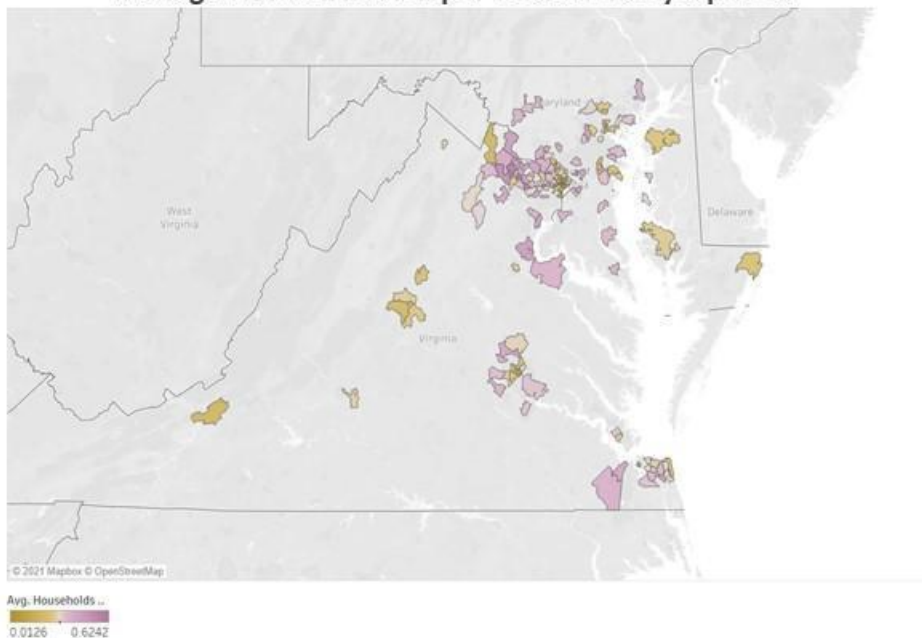 aryland
West
Virginia
Delaware
Virginia
© 2021 Mapbox © OpenStreetMap
Avg. Households ..
0.0126 0.6242